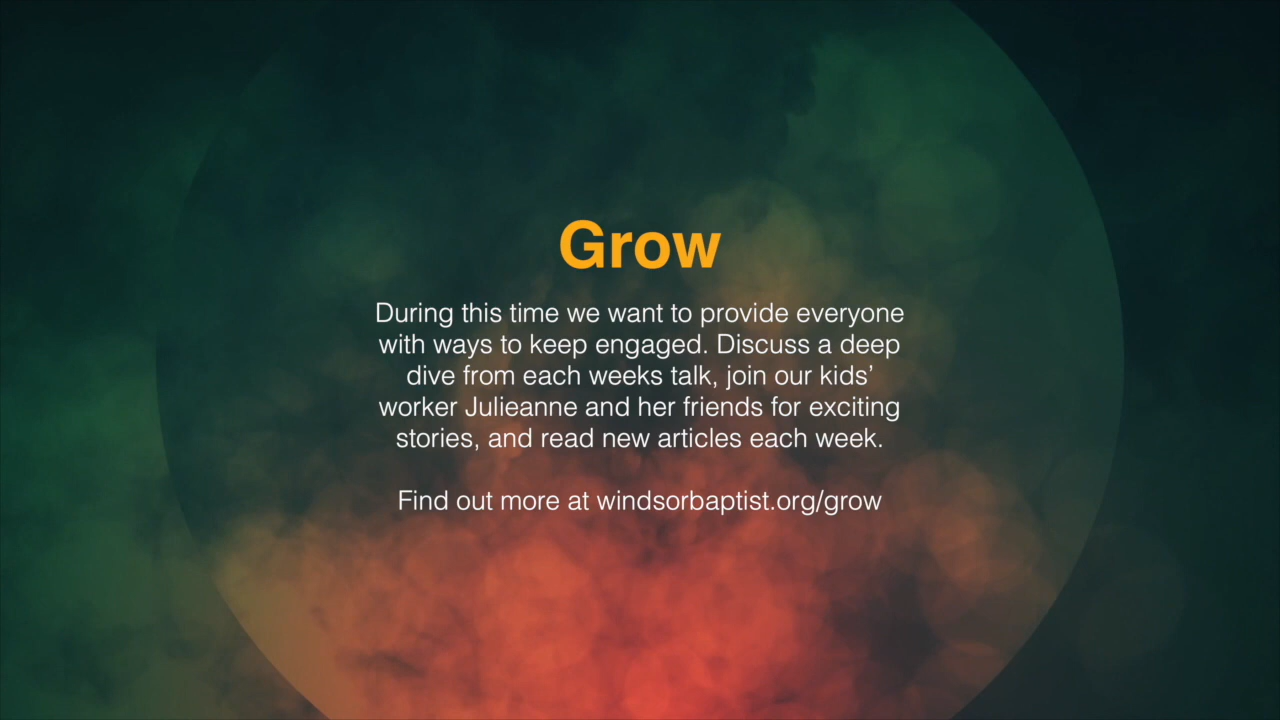 Grow
During this time we want to provide everyone
with ways to keep engaged. Discuss a deep
dive from each weeks talk, join our kids’
worker Julieanne and her friends for exciting
stories, and read new articles each week.
Find out more at windsorbaptist.org/grow